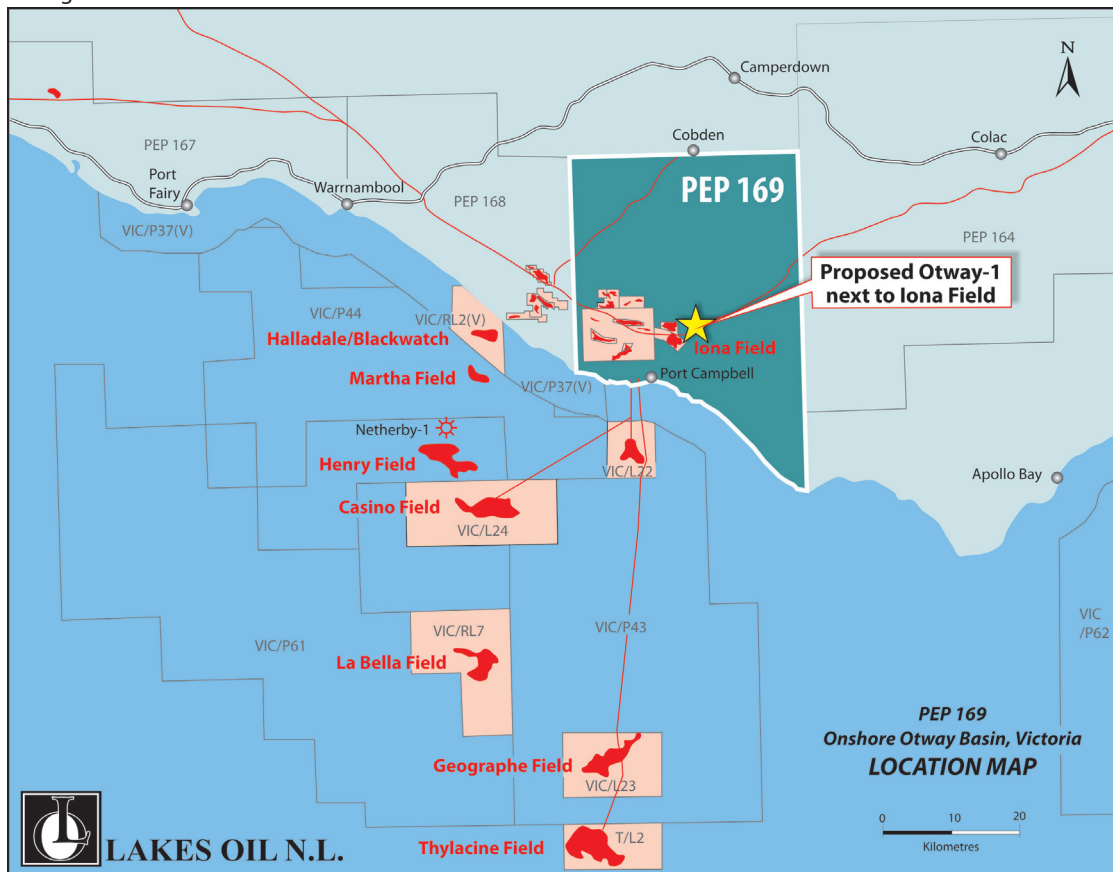 N
Camperdown
Cobden
Colac
PEP 167
Port
Fairy
Warrnambool
PEP 168
PEP 169
PEP 164
VIC/P37(V)
Proposed Otway-1
next to Iona Field
VIC/P44
VIC/RL2(V)
Halladale/Blackwatch
Iona Field
Martha Field
Port Campbell
VIC/P37(V)
Netherby-1
Henry Field
VIC/L22
Apollo Bay
Casino Field
VIC/L24
VIC/P61
VIC/RL7
VIC/P43
VIC
/P62
La Bella Field
PEP 169
Onshore Otway Basin, Victoria
LOCATION MAP
Geographe Field
VIC/L23
0 10 20
Kilometres
T/L2
Thylacine Field
LAKES OIL N.L.